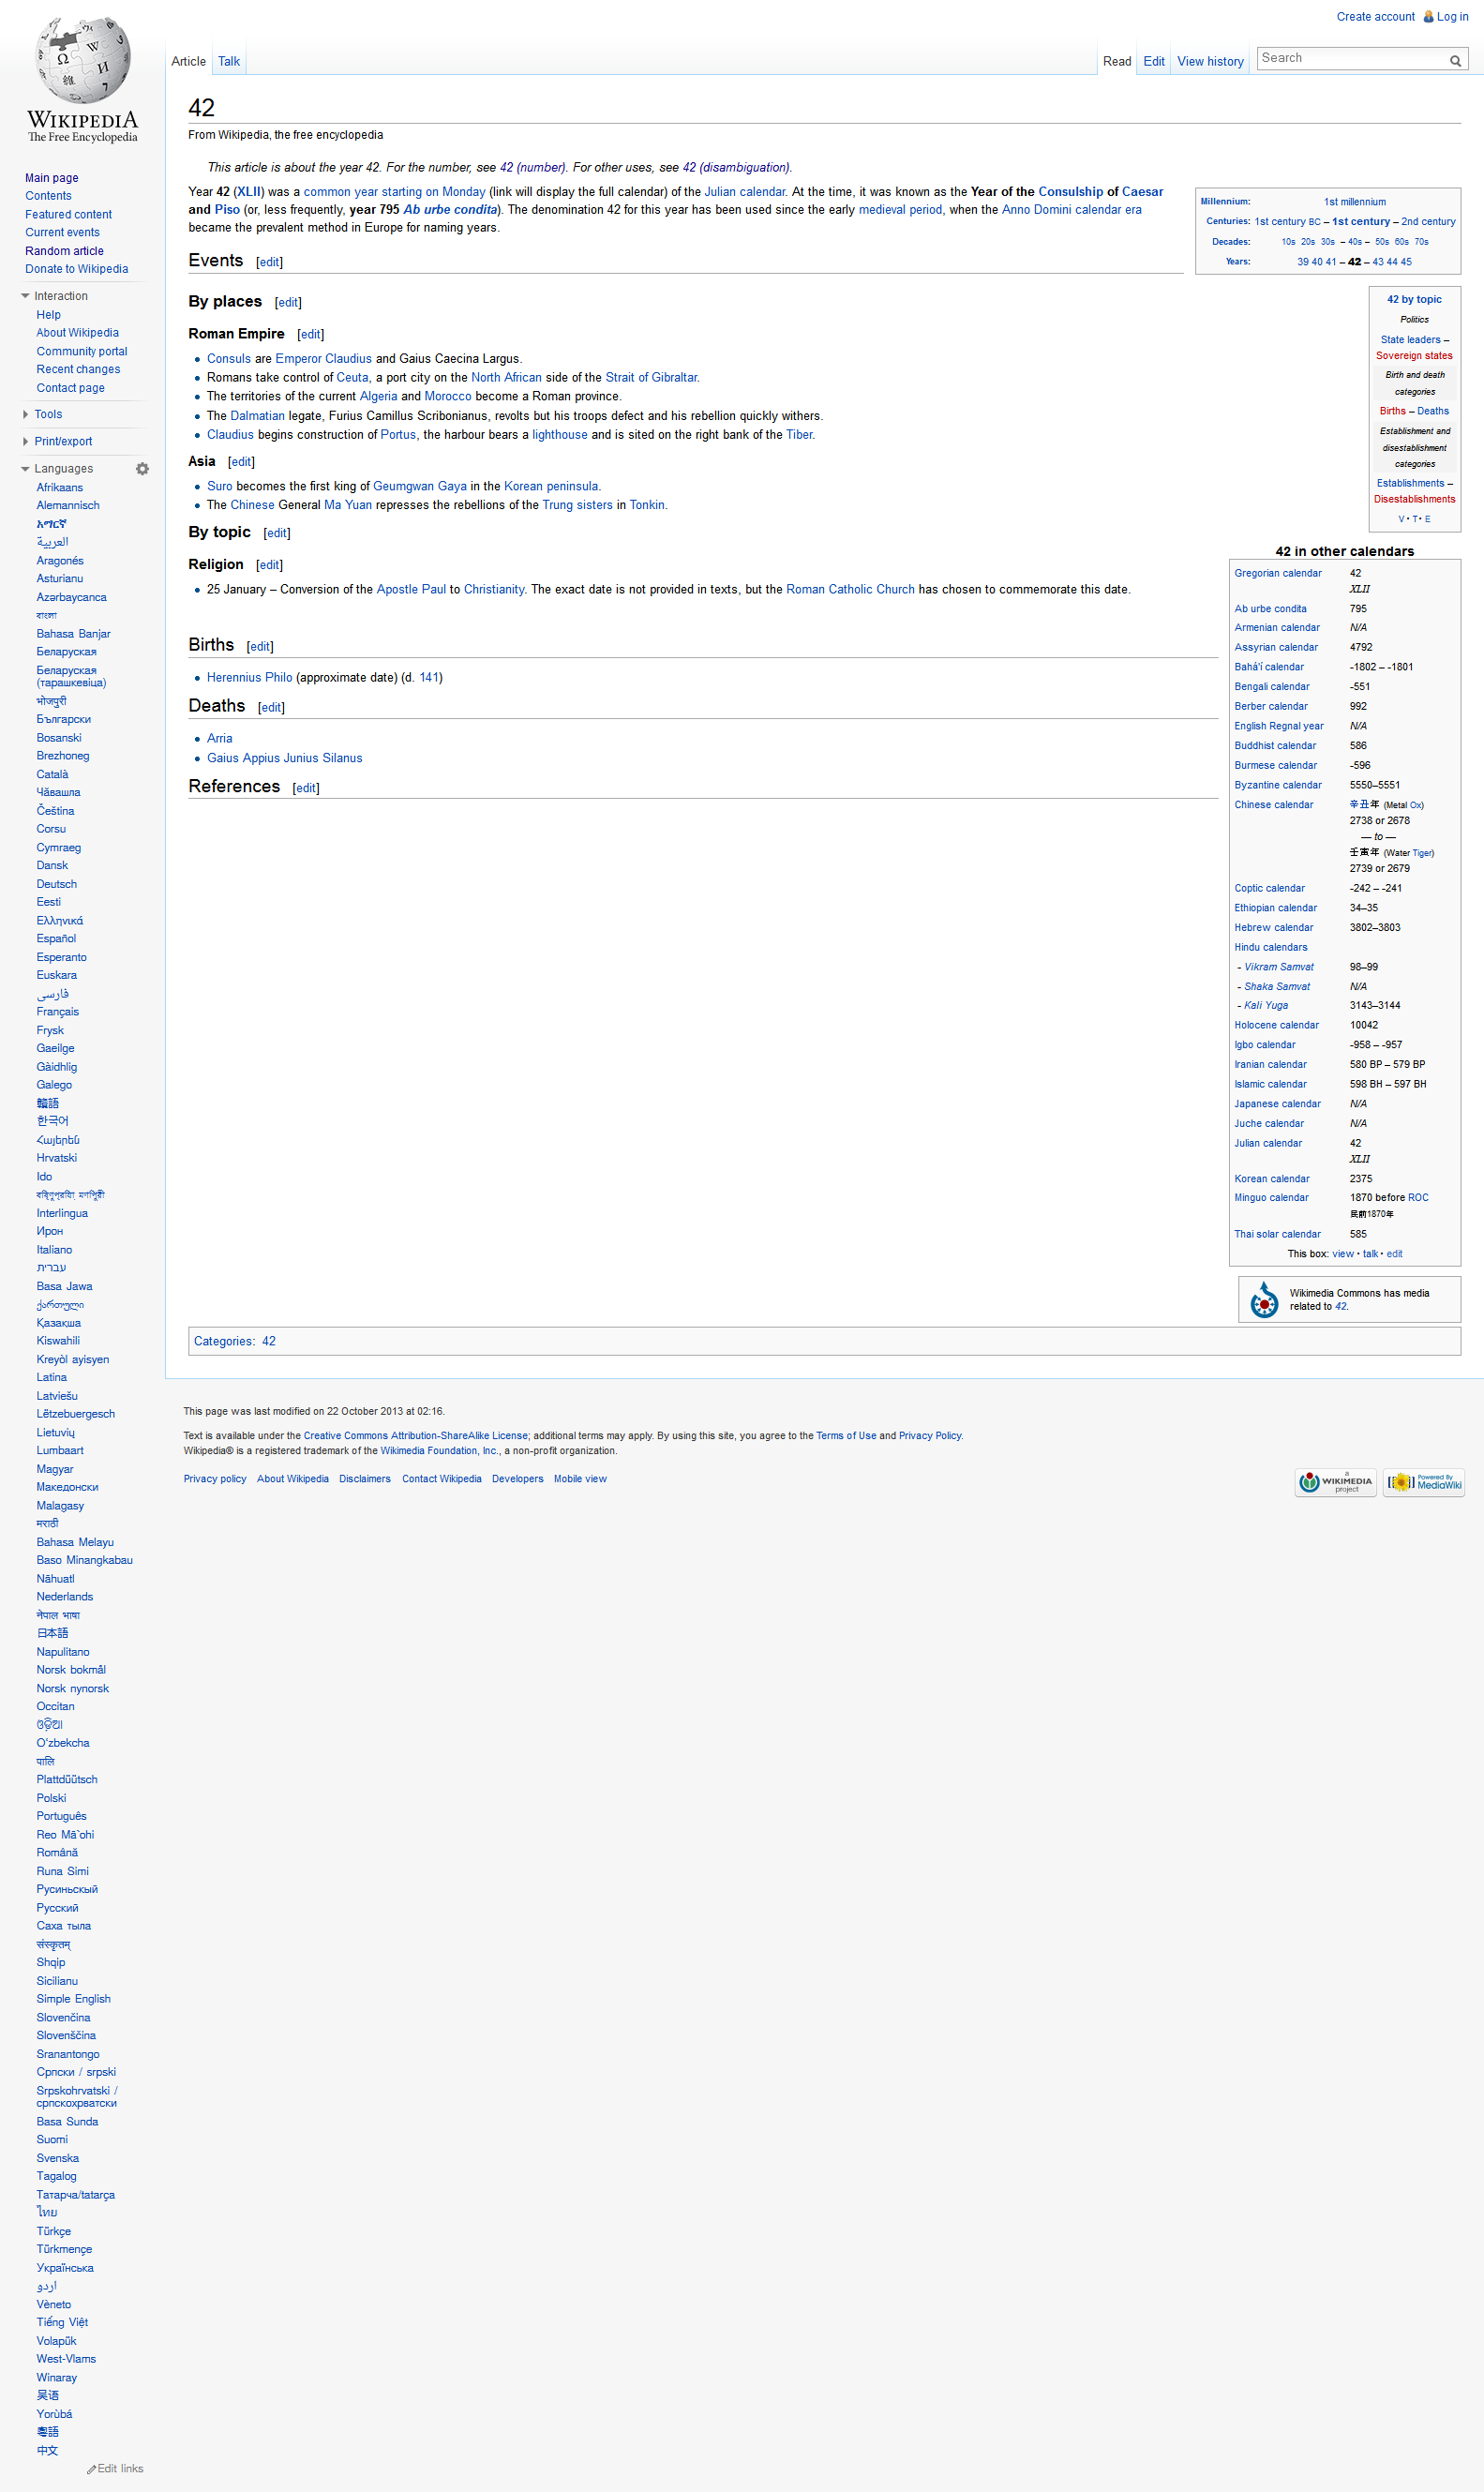 Create account Log in
Article Talk Read Edit View history Search
WIKIPEDIA
The Free Encyclopedia
Main page
Contents
Featured content
Current events
Random article
Donate to Wikipedia
Interaction
Help
About Wikipedia
Community portal
Recent changes
Contact page
Tools
Print/export
Languages
Afrikaans
Alemannisch
አማርኛ
العربية
Aragonés
Asturianu
Azərbaycanca
বাংলা
Bahasa Banjar
Беларуская
Беларуская
(тарашкевіца)
भोजपुरी
Български
Bosanski
Brezhoneg
Català
Чӑвашла
Čeština
Corsu
Cymraeg
Dansk
Deutsch
Eesti
Ελληνικά
Español
Esperanto
Euskara
فارسی
Français
Frysk
Gaeilge
Gàidhlig
Galego
贛語
한국어
Հայերեն
Hrvatski
Ido
Interlingua
Ирон
Italiano
עברית
Basa Jawa
ქართული
Қазақша
Kiswahili
Kreyòl ayisyen
Latina
Latviešu
Lëtzebuergesch
Lietuvių
Lumbaart
Magyar
Македонски
Malagasy
मराठी
Bahasa Melayu
Baso Minangkabau
Nāhuatl
Nederlands
नेपाल भाषा
日本語
Napulitano
Norsk bokmål
Norsk nynorsk
Occitan
ଓଡ଼ିଆ
Oʻzbekcha
पालि
Plattdüütsch
Polski
Português
Reo Mā`ohi
Română
Runa Simi
Русиньскый
Русский
Саха тыла
संस्कृतम्
Shqip
Sicilianu
Simple English
Slovenčina
Slovenščina
Sranantongo
Српски / srpski
Srpskohrvatski /
српскохрватски
Basa Sunda
Suomi
Svenska
Tagalog
Татарча/tatarça
ไทย
Türkçe
Türkmençe
Українська
اردو
Vèneto
Tiếng Việt
Volapük
West-Vlams
Winaray
吴语
Yorùbá
粵語
中文
Edit links
42
From Wikipedia, the free encyclopedia
This article is about the year 42. For the number, see 42 (number). For other uses, see 42 (disambiguation).
Year 42 (XLII) was a common year starting on Monday (link will display the full calendar) of the Julian calendar. At the time, it was known as the Year of the Consulship of Caesar
and Piso (or, less frequently, year 795 Ab urbe condita). The denomination 42 for this year has been used since the early medieval period, when the Anno Domini calendar era
became the prevalent method in Europe for naming years.
Events [edit]
By places [edit]
Roman Empire [edit]
Consuls are Emperor Claudius and Gaius Caecina Largus.
Romans take control of Ceuta, a port city on the North African side of the Strait of Gibraltar.
The territories of the current Algeria and Morocco become a Roman province.
The Dalmatian legate, Furius Camillus Scribonianus, revolts but his troops defect and his rebellion quickly withers.
Claudius begins construction of Portus, the harbour bears a lighthouse and is sited on the right bank of the Tiber.
Asia [edit]
Suro becomes the first king of Geumgwan Gaya in the Korean peninsula.
The Chinese General Ma Yuan represses the rebellions of the Trung sisters in Tonkin.
By topic [edit]
Religion [edit]
25 January – Conversion of the Apostle Paul to Christianity. The exact date is not provided in texts, but the Roman Catholic Church has chosen to commemorate this day.
Births [edit]
Herennius Philo (approximate date) (d. 141)
Deaths [edit]
Arria
Gaius Appius Junius Silanus
References [edit]
Millennium: 1st millennium
Centuries: 1st century BC – 1st century – 2nd century
Decades: 10s 20s 30s – 40s – 50s 60s 70s
Years: 39 40 41 – 42 – 43 44 45
42 by topic
Politics
State leaders –
Sovereign states
Birth and death
categories
Births – Deaths
Establishment and
disestablishment
categories
Establishments –
Disestablishments
V • T • E
42 in other calendars
Gregorian calendar 42
XLII
Ab urbe condita 795
Armenian calendar N/A
Assyrian calendar 4792
Bahá'í calendar -1802 – -1801
Bengali calendar -551
Berber calendar 992
English Regnal year N/A
Buddhist calendar 586
Burmese calendar -596
Byzantine calendar 5550–5551
Chinese calendar 辛丑年 (Metal Ox)
2738 or 2678
— to —
壬寅年 (Water Tiger)
2739 or 2679
Coptic calendar -242 – -241
Ethiopian calendar 34–35
Hebrew calendar 3802–3803
Hindu calendars
- Vikram Samvat 98–99
- Shaka Samvat N/A
- Kali Yuga 3143–3144
Holocene calendar 10042
Igbo calendar -958 – -957
Iranian calendar 580 BP – 579 BP
Islamic calendar 598 BH – 597 BH
Japanese calendar N/A
Juche calendar N/A
Julian calendar 42
XLII
Korean calendar 2375
Minguo calendar 1870 before ROC
民前1870年
Thai solar calendar 585
This box: view • talk • edit
Wikimedia Commons has media
related to 42.
Categories: 42
This page was last modified on 22 October 2013 at 02:16.
Text is available under the Creative Commons Attribution-ShareAlike License; additional terms may apply. By using this site, you agree to the Terms of Use and Privacy Policy.
Wikipedia® is a registered trademark of the Wikimedia Foundation, Inc., a non-profit organization.
Privacy policy About Wikipedia Disclaimers Contact Wikipedia Developers Mobile view
a WIKIMEDIA project
Powered By MediaWiki